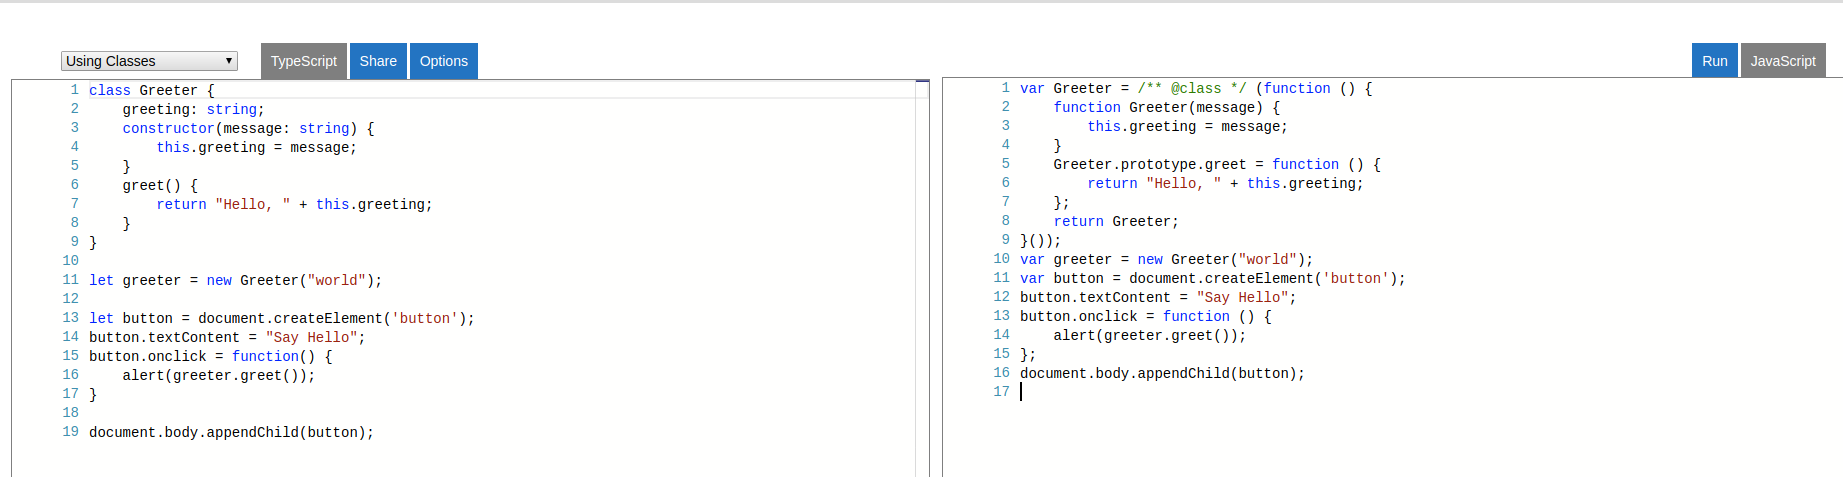 Using Classes TypeScript Share Options Run JavaScript
1 class Greeter {
2     greeting: string;
3     constructor(message: string) {
4         this.greeting = message;
5     }
6     greet() {
7         return "Hello, " + this.greeting;
8     }
9 }
10
11 let greeter = new Greeter("world");
12
13 let button = document.createElement('button');
14 button.textContent = "Say Hello";
15 button.onclick = function() {
16     alert(greeter.greet());
17 }
18
19 document.body.appendChild(button);
1 var Greeter = /** @class */ (function () {
2     function Greeter(message) {
3         this.greeting = message;
4     }
5     Greeter.prototype.greet = function () {
6         return "Hello, " + this.greeting;
7     };
8     return Greeter;
9 }());
10 var greeter = new Greeter("world");
11 var button = document.createElement('button');
12 button.textContent = "Say Hello";
13 button.onclick = function () {
14     alert(greeter.greet());
15 };
16 document.body.appendChild(button);
17